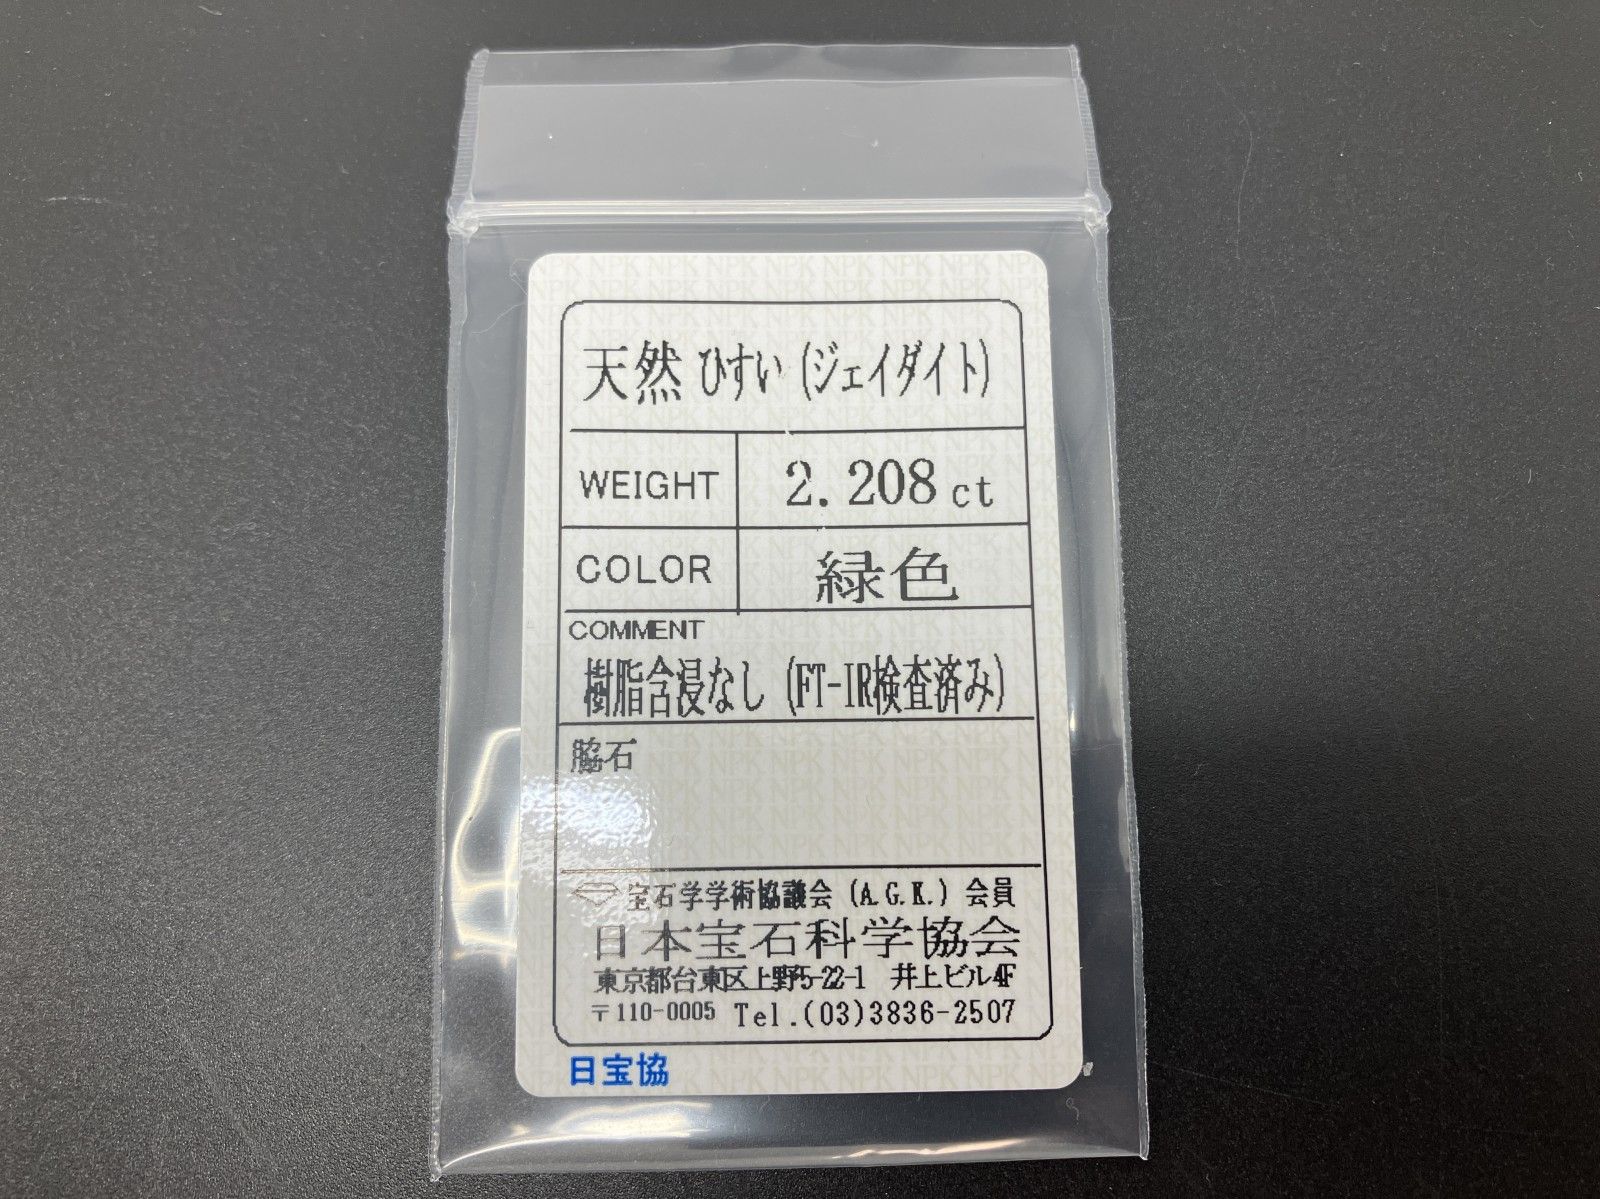 天然 ひすい (ジェイダイト)
WEIGHT 2.208 ct
COLOR 緑色
COMMENT
樹脂含浸なし (FT-IR検査済み)
脇石
宝石学学術協議会 (A.G.K.) 会員
日本宝石科学協会
東京都台東区上野5-22-1 井上ビル4F
〒110-0005 Tel.(03)3836-2507
日宝協